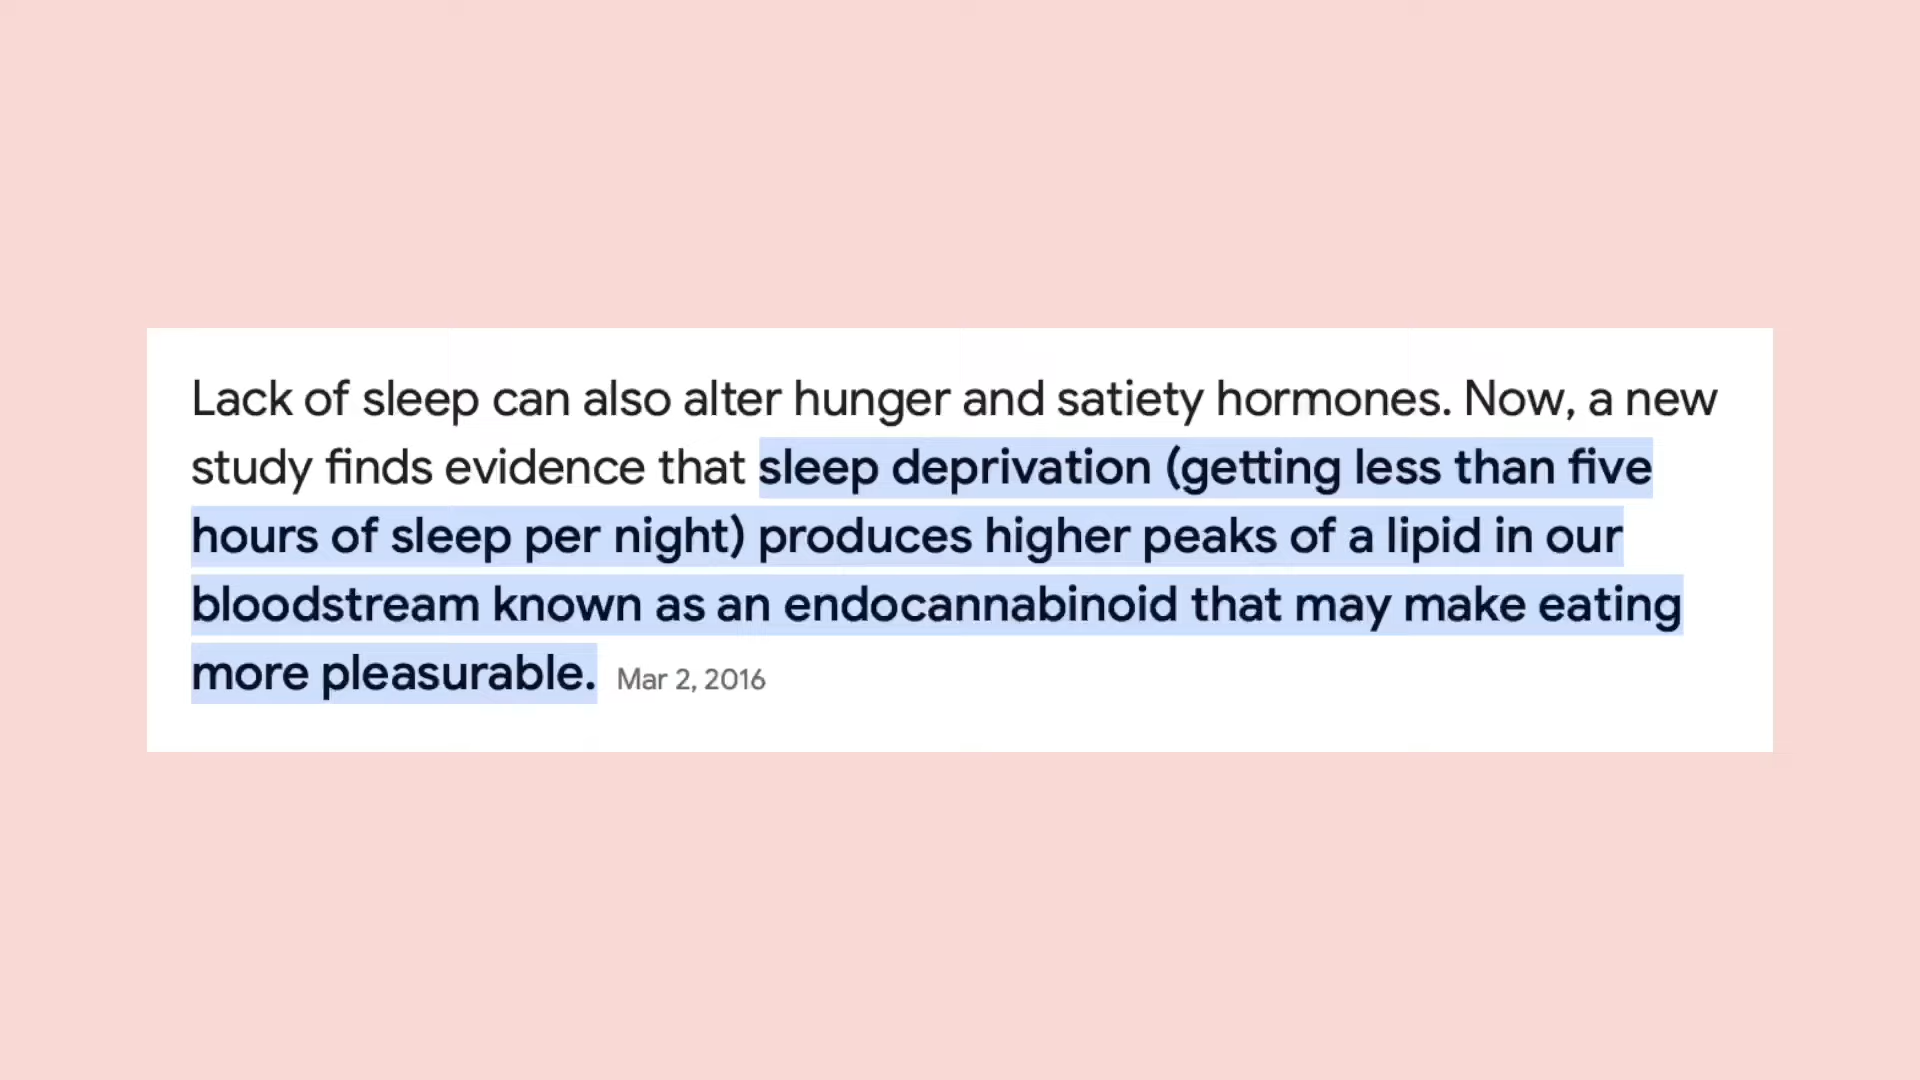 Lack of sleep can also alter hunger and satiety hormones. Now, a new
study finds evidence that sleep deprivation (getting less than five
hours of sleep per night) produces higher peaks of a lipid in our
bloodstream known as an endocannabinoid that may make eating
more pleasurable. Mar 2, 2016